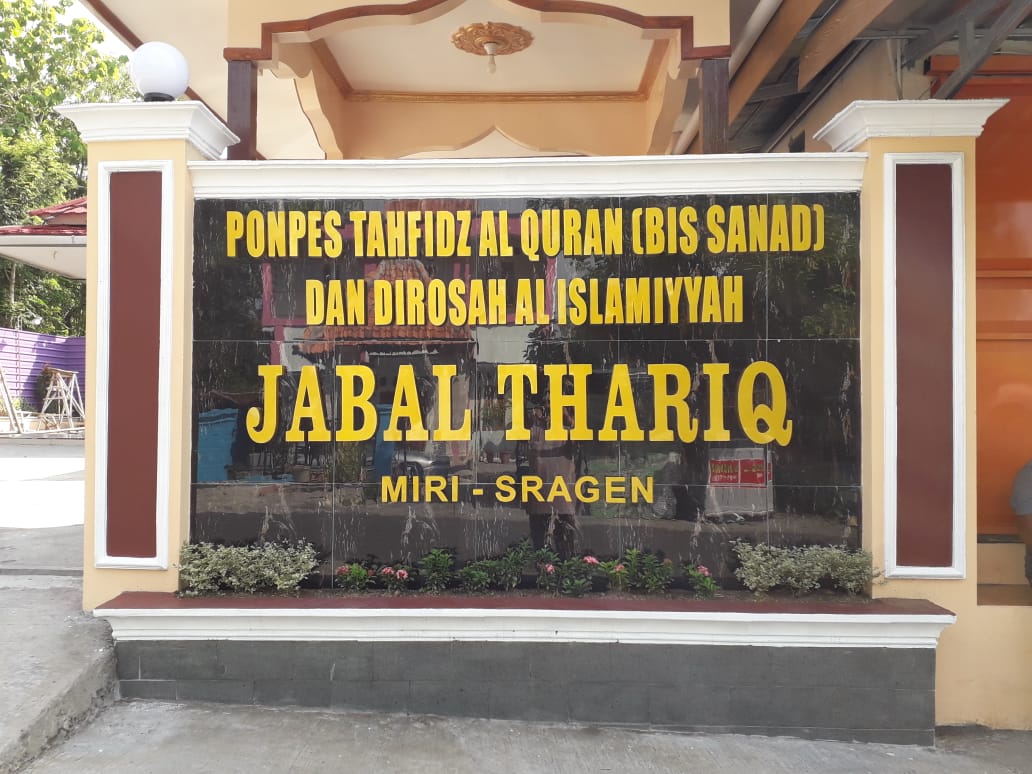 PONPES TAHFIDZ AL QURAN (BIS SANAD)
DAN DIROSAH AL ISLAMIYYAH
JABAL THARIQ
MIRI - SRAGEN